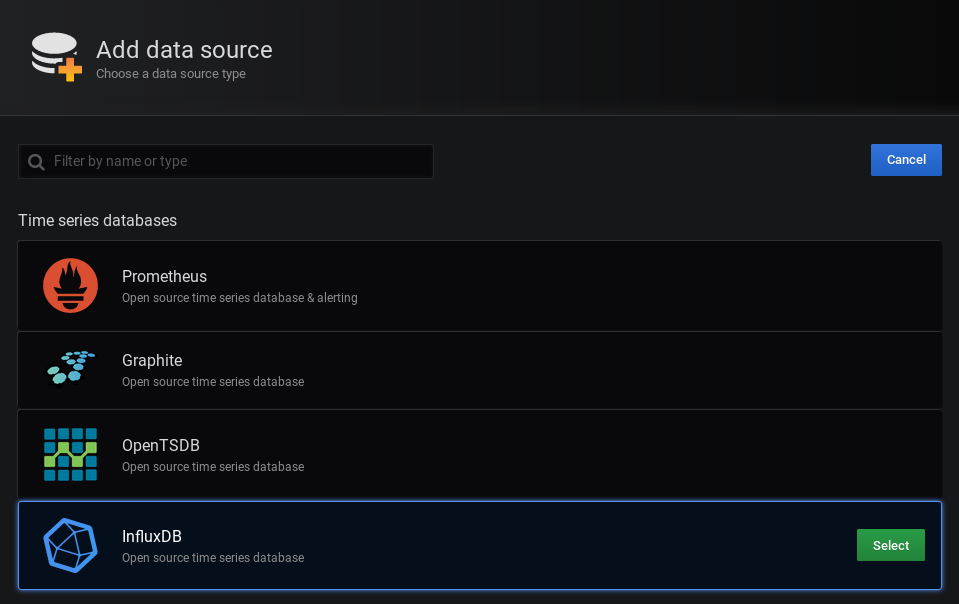 Add data source
Choose a data source type
Filter by name or type
Cancel
Time series databases
Prometheus
Open source time series database & alerting
Graphite
Open source time series database
OpenTSDB
Open source time series database
InfluxDB
Open source time series database
Select